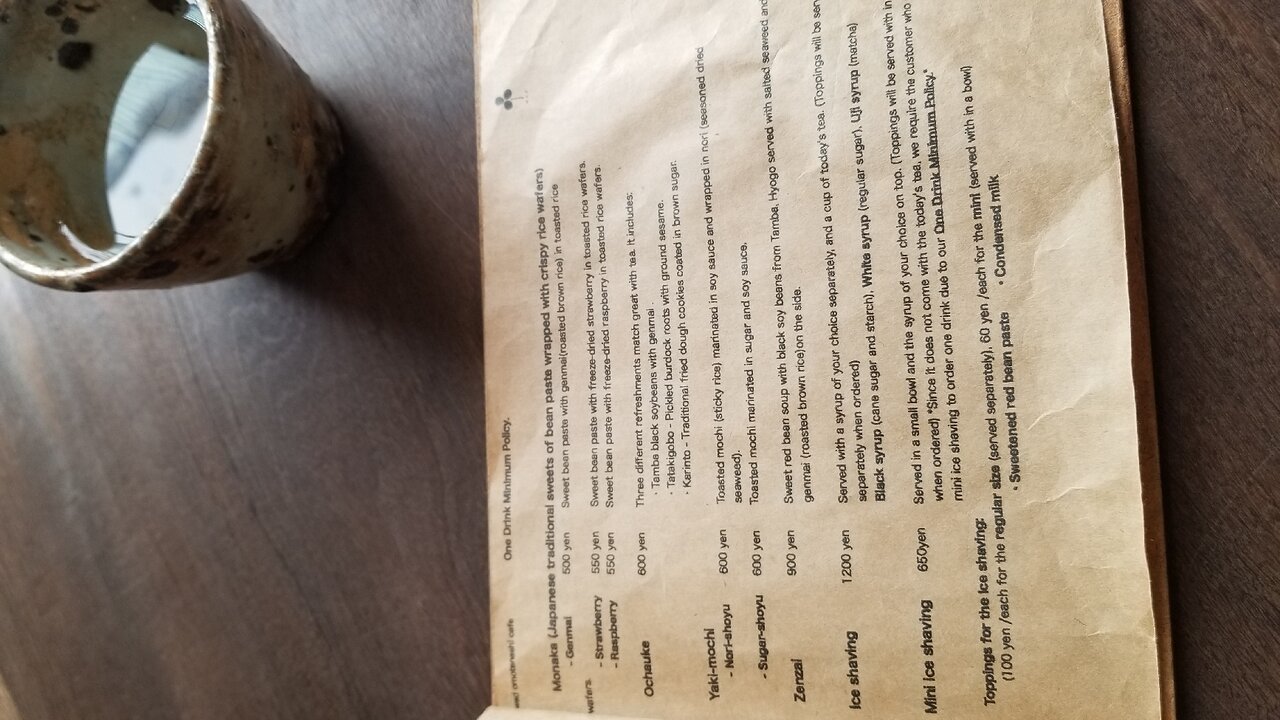 omotaneshi cafe One Drink Minimum Policy.
Monaka (Japanese traditional sweets of bean paste wrapped with crispy rice wafers)
- Genmai 550 yen Sweet bean paste with genmai(roasted brown rice) in toasted rice
wafers.
- Strawberry 550 yen Sweet bean paste with freeze-dried strawberry in toasted rice wafers.
- Raspberry 550 yen Sweet bean paste with freeze-dried raspberry in toasted rice wafers.
Ochauke 600 yen Three different refreshments match great with tea. It includes:
· Tamba black soybeans with genmai
· Tatakigobo - Pickled burdock roots with ground sesame.
· Karinto - Traditional fried dough cookies coated in brown sugar.
Yaki-mochi
- Nori-shoyu 600 yen Toasted mochi (sticky rice) marinated in soy sauce and wrapped in nori (seasoned dried
seaweed).
- Sugar-shoyu 600 yen Toasted mochi marinated in sugar and soy sauce.
Zenzai 900 yen Sweet red bean soup with black soy beans from Tamba, Hyogo served with salted seaweed and
genmai (roasted brown rice)on the side.
Ice shaving 1200 yen Served with a syrup of your choice separately, and a cup of today's tea. (Toppings will be
separately when ordered)
Black syrup (cane sugar and starch), White syrup (regular sugar), Uji syrup (matcha)
Mini ice shaving 650yen Served in a small bowl and the syrup of your choice on top. (Toppings will be served with in
when ordered) *Since it does not come with the today's tea, we require the customer who
mini ice shaving to order one drink due to our One Drink Minimum Policy.*
Toppings for the ice shaving:
(100 yen /each for the regular size (served separately), 60 yen /each for the mini (served with in a bowl)
・Sweetened red bean paste ・Condensed milk